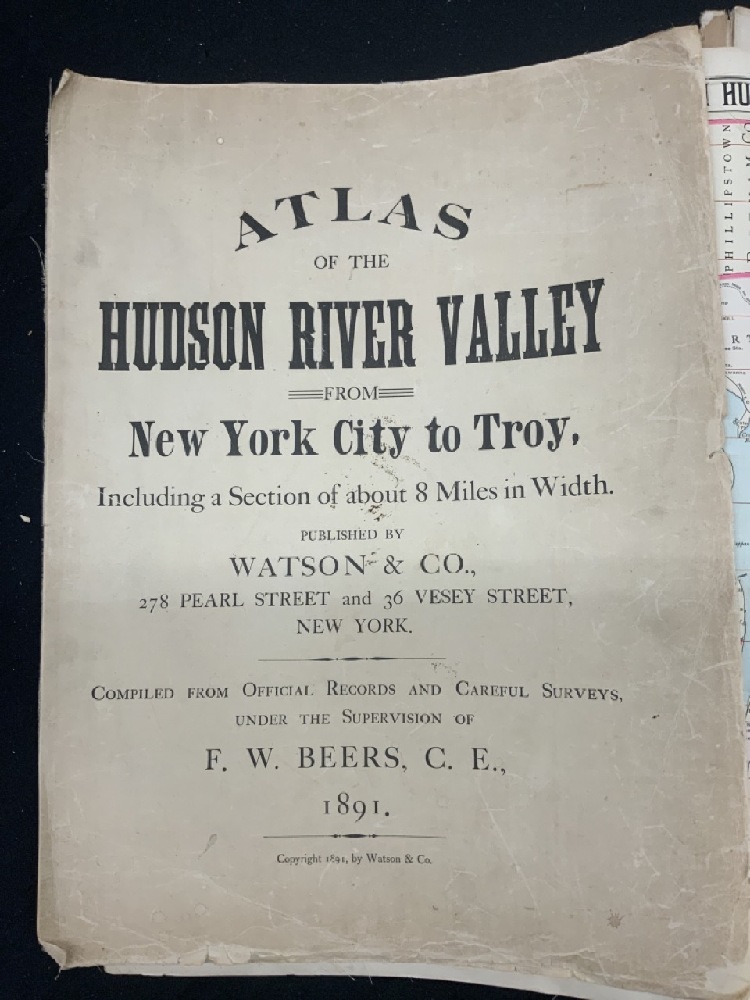 ATLAS
OF THE
HUDSON RIVER VALLEY
FROM
New York City to Troy,
Including a Section of about 8 Miles in Width.
PUBLISHED BY
WATSON & CO.,
278 PEARL STREET and 36 VESEY STREET,
NEW YORK.
COMPILED FROM OFFICIAL RECORDS AND CAREFUL SURVEYS,
UNDER THE SUPERVISION OF
F. W. BEERS, C. E.,
1891.
Copyright 1891, by Watson & Co.
HU
PHILLIPSTOWN